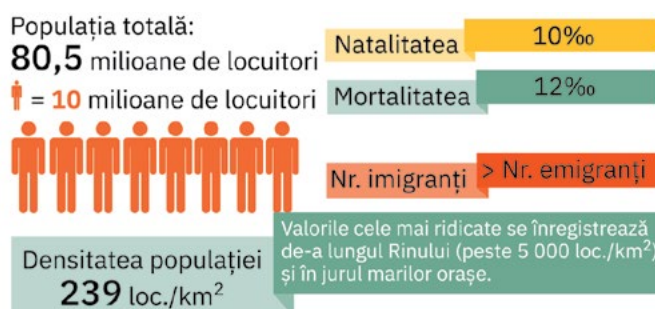 Populația totală:
80,5 milioane de locuitori
= 10 milioane de locuitori
Natalitatea 10‰
Mortalitatea 12‰
Nr. imigranți > Nr. emigranți
Densitatea populației
239 loc./km²
Valorile cele mai ridicate se înregistrează
de-a lungul Rinului (peste 5 000 loc./km²)
și în jurul marilor orașe.